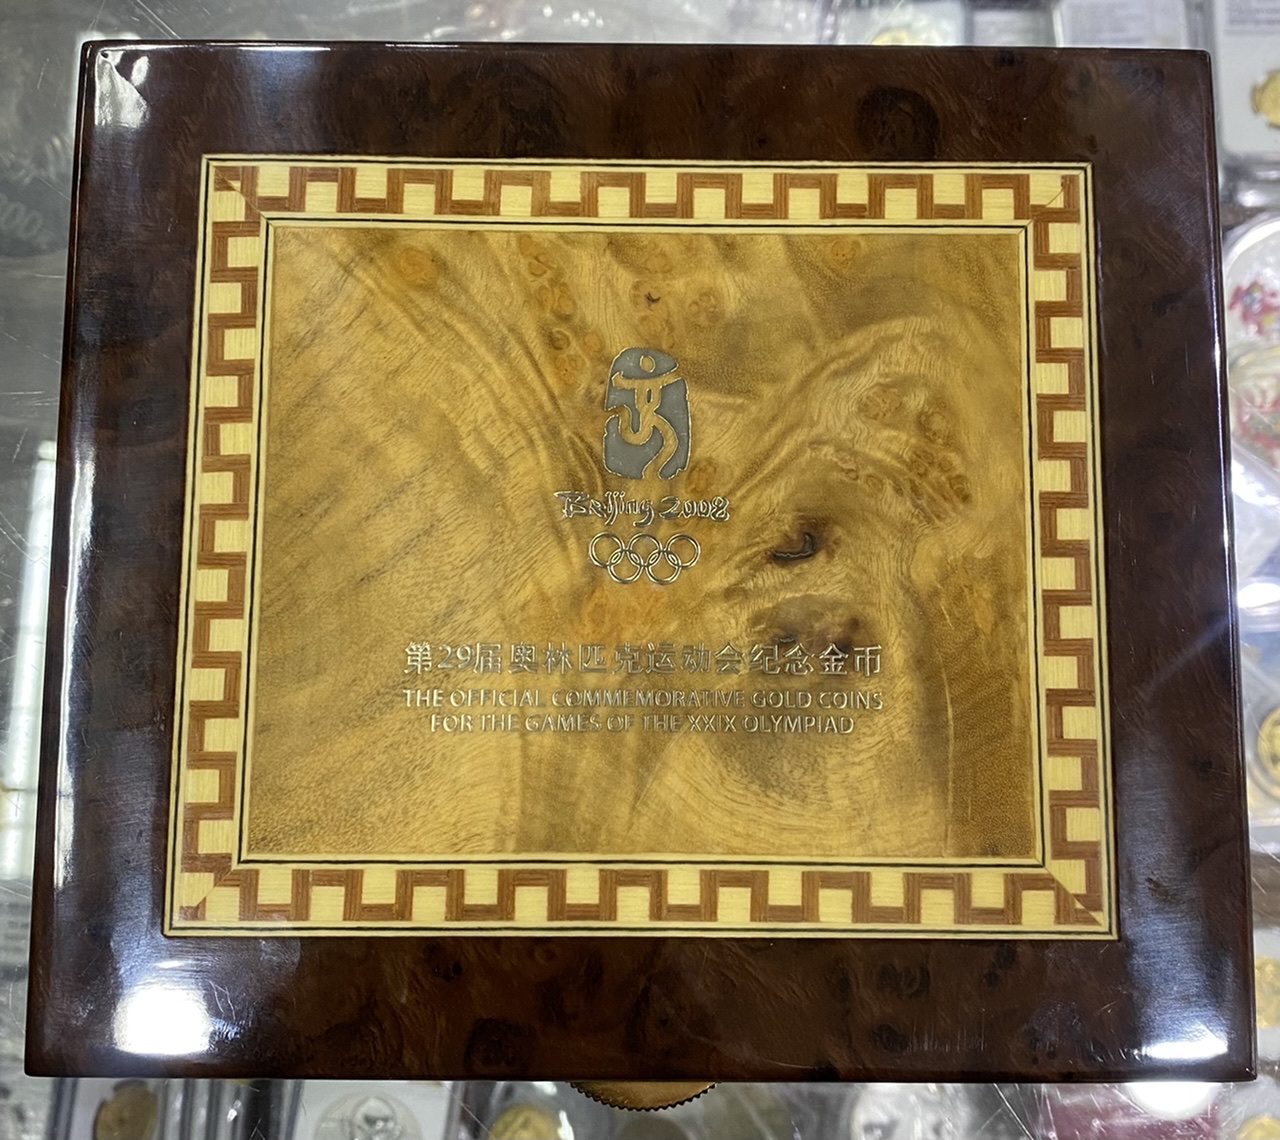 Beijing 2008
第29届奥林匹克运动会纪念金币
THE OFFICIAL COMMEMORATIVE GOLD COINS
FOR THE GAMES OF THE XXIX OLYMPIAD